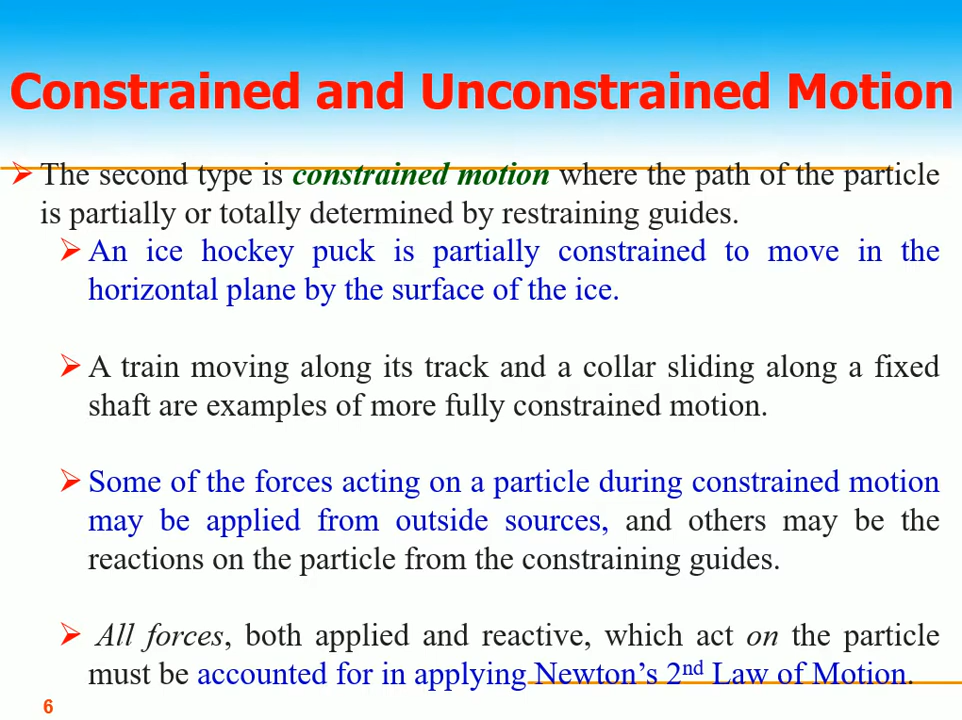 Constrained and Unconstrained Motion
➢ The second type is constrained motion where the path of the particle
is partially or totally determined by restraining guides.
➢ An ice hockey puck is partially constrained to move in the
horizontal plane by the surface of the ice.
➢ A train moving along its track and a collar sliding along a fixed
shaft are examples of more fully constrained motion.
➢ Some of the forces acting on a particle during constrained motion
may be applied from outside sources, and others may be the
reactions on the particle from the constraining guides.
➢ All forces, both applied and reactive, which act on the particle
must be accounted for in applying Newton’s 2nd Law of Motion.
6